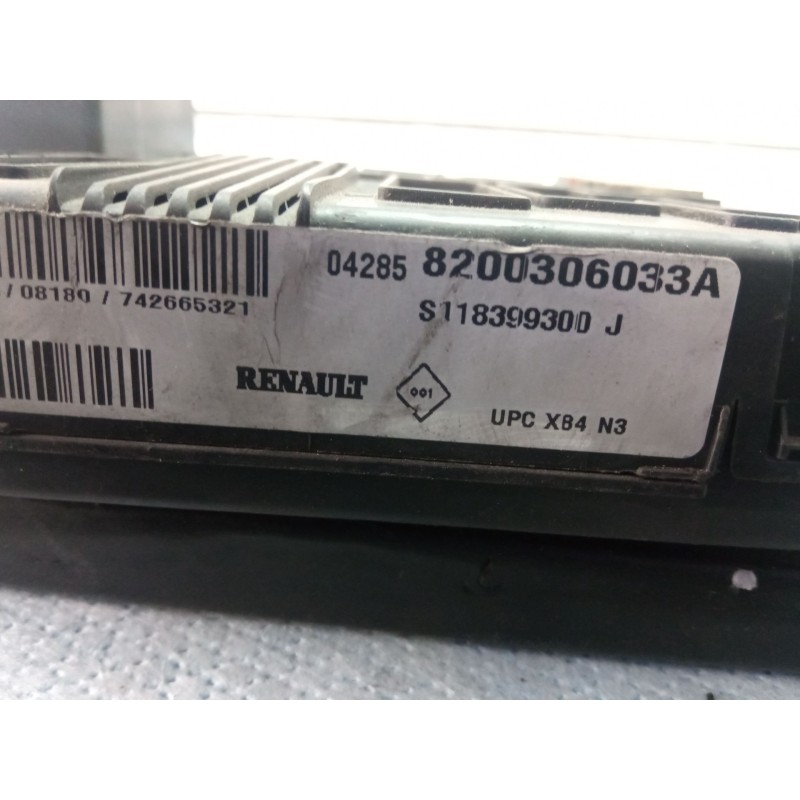 04285 8200306033A
S118399300 J
/ 08180 / 742665321
RENAULT 001
UPC X84 N3